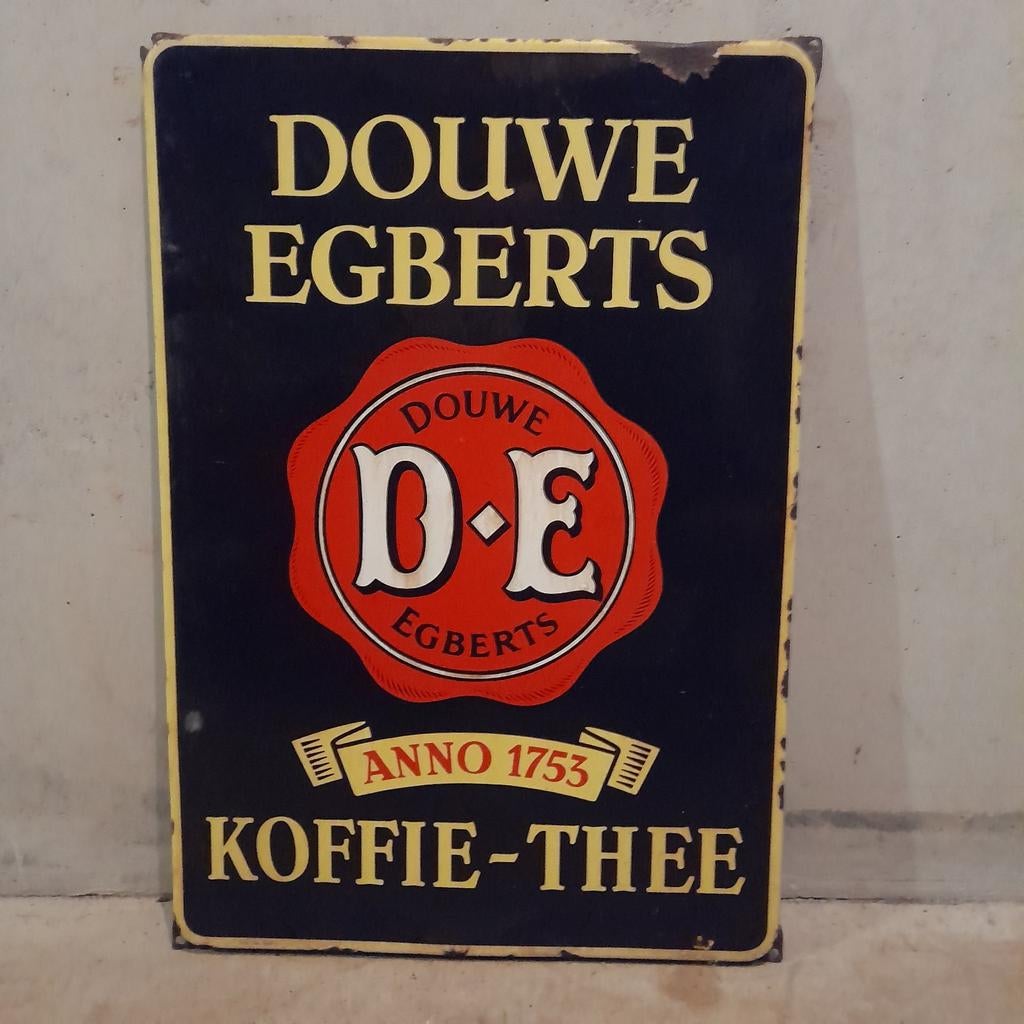 DOUWE
EGBERTS
DOUWE
D◆E
EGBERTS
ANNO 1753
KOFFIE-THEE